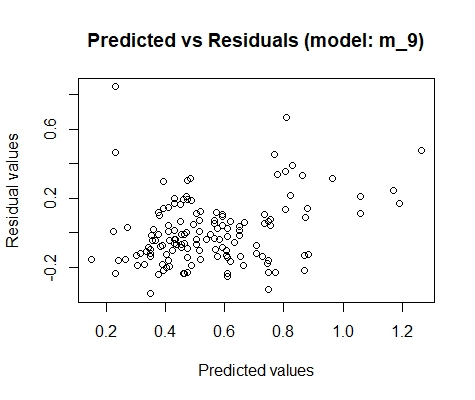 Predicted vs Residuals (model: m_9)
Residual values
0.6
0.2
-0.2
0.2 0.4 0.6 0.8 1.0 1.2
Predicted values